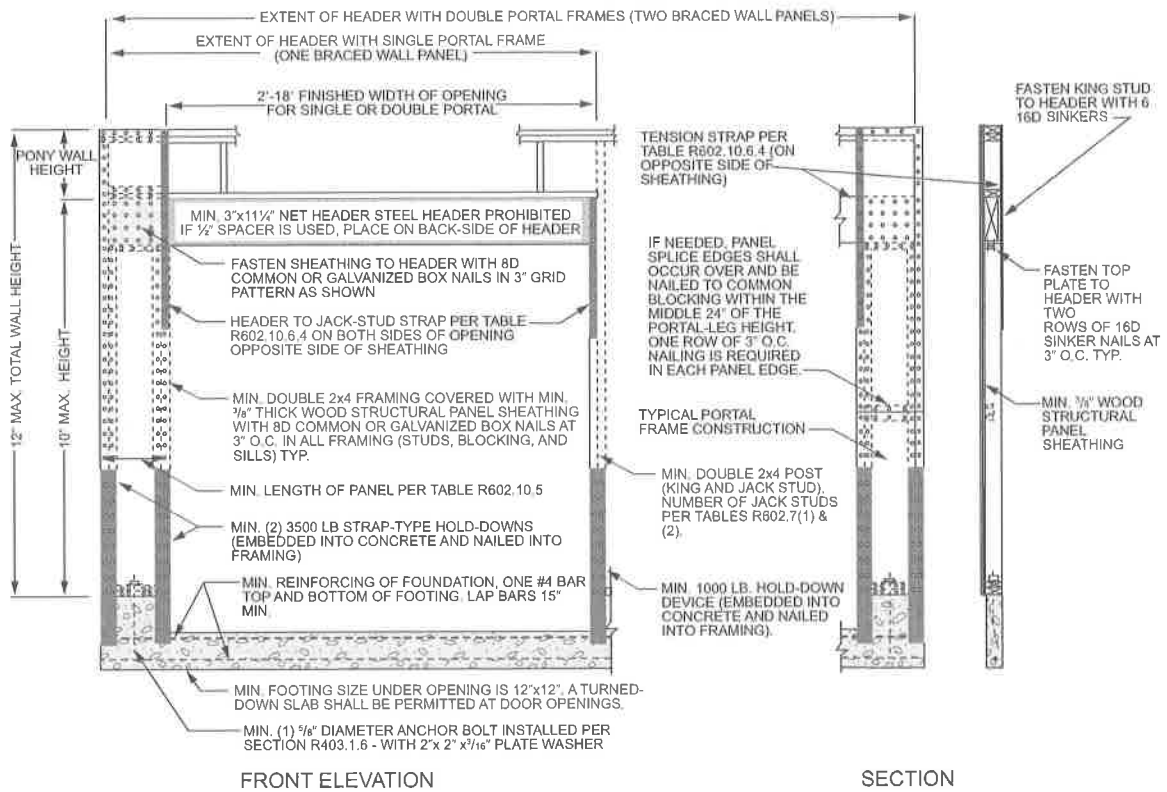 EXTENT OF HEADER WITH DOUBLE PORTAL FRAMES (TWO BRACED WALL PANELS)
EXTENT OF HEADER WITH SINGLE PORTAL FRAME
(ONE BRACED WALL PANEL)
2'-18' FINISHED WIDTH OF OPENING
FOR SINGLE OR DOUBLE PORTAL
PONY WALL
HEIGHT
12' MAX. TOTAL WALL HEIGHT
10' MAX. HEIGHT
MIN. 3"x11¼" NET HEADER STEEL HEADER PROHIBITED
IF ½" SPACER IS USED, PLACE ON BACK-SIDE OF HEADER
FASTEN SHEATHING TO HEADER WITH 8D
COMMON OR GALVANIZED BOX NAILS IN 3" GRID
PATTERN AS SHOWN
HEADER TO JACK-STUD STRAP PER TABLE
R602.10.6.4 ON BOTH SIDES OF OPENING
OPPOSITE SIDE OF SHEATHING
MIN. DOUBLE 2x4 FRAMING COVERED WITH MIN.
3/8" THICK WOOD STRUCTURAL PANEL SHEATHING
WITH 8D COMMON OR GALVANIZED BOX NAILS AT
3" O.C. IN ALL FRAMING (STUDS, BLOCKING, AND
SILLS) TYP.
MIN. LENGTH OF PANEL PER TABLE R602.10.5
MIN. (2) 3500 LB STRAP-TYPE HOLD-DOWNS
(EMBEDDED INTO CONCRETE AND NAILED INTO
FRAMING)
MIN. REINFORCING OF FOUNDATION, ONE #4 BAR
TOP AND BOTTOM OF FOOTING. LAP BARS 15"
MIN.
MIN. FOOTING SIZE UNDER OPENING IS 12"x12". A TURNED-
DOWN SLAB SHALL BE PERMITTED AT DOOR OPENINGS.
MIN. (1) 5/8" DIAMETER ANCHOR BOLT INSTALLED PER
SECTION R403.1.6 - WITH 2"x 2" x3/16" PLATE WASHER
FRONT ELEVATION
TENSION STRAP PER
TABLE R602.10.6.4 (ON
OPPOSITE SIDE OF
SHEATHING)
IF NEEDED, PANEL
SPLICE EDGES SHALL
OCCUR OVER AND BE
NAILED TO COMMON
BLOCKING WITHIN THE
MIDDLE 24" OF THE
PORTAL-LEG HEIGHT.
ONE ROW OF 3" O.C.
NAILING IS REQUIRED
IN EACH PANEL EDGE.
TYPICAL PORTAL
FRAME CONSTRUCTION
MIN. DOUBLE 2x4 POST
(KING AND JACK STUD).
NUMBER OF JACK STUDS
PER TABLES R602.7(1) &
(2).
MIN. 1000 LB. HOLD-DOWN
DEVICE (EMBEDDED INTO
CONCRETE AND NAILED
INTO FRAMING).
FASTEN KING STUD
TO HEADER WITH 6
16D SINKERS
FASTEN TOP
PLATE TO
HEADER WITH
TWO
ROWS OF 16D
SINKER NAILS AT
3" O.C. TYP.
MIN. 3/8" WOOD
STRUCTURAL
PANEL
SHEATHING
SECTION